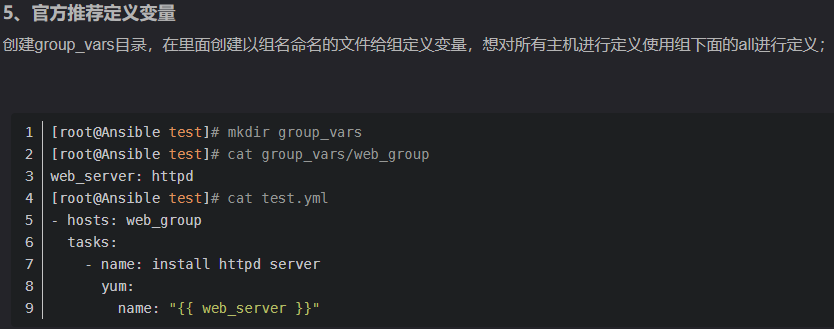 5、官方推荐定义变量
创建group_vars目录，在里面创建以组名命名的文件给组定义变量，想对所有主机进行定义使用组下面的all进行定义；
1 [root@Ansible test]# mkdir group_vars
2 [root@Ansible test]# cat group_vars/web_group
3 web_server: httpd
4 [root@Ansible test]# cat test.yml
5 - hosts: web_group
6   tasks:
7     - name: install httpd server
8       yum:
9         name: "{{ web_server }}"